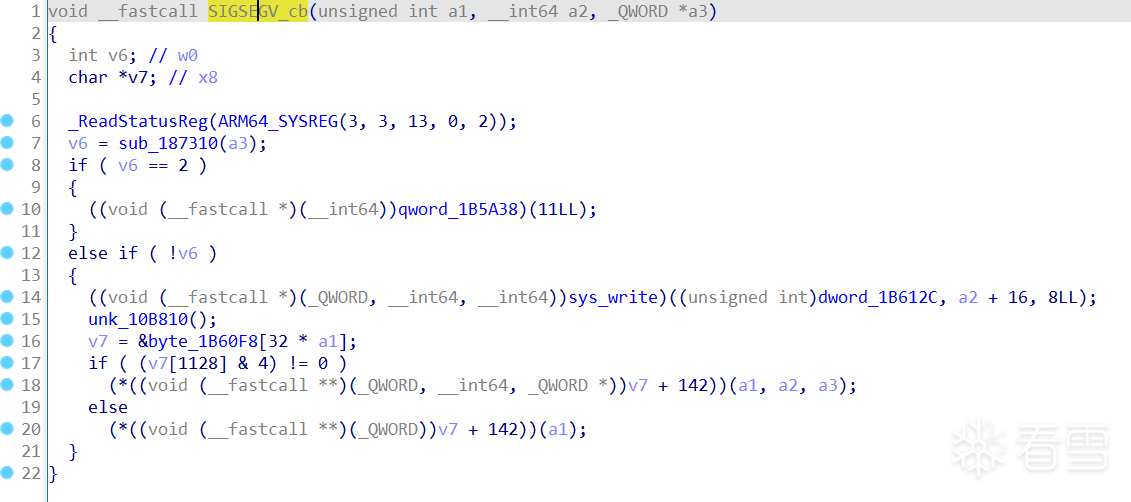 1 void __fastcall SIGSEGV_cb(unsigned int a1, __int64 a2, _QWORD *a3)
2 {
3 int v6; // w0
4 char *v7; // x8
5
6 _ReadStatusReg(ARM64_SYSREG(3, 3, 13, 0, 2));
7 v6 = sub_187310(a3);
8 if ( v6 == 2 )
9 {
10 ((void (__fastcall *)(__int64))qword_1B5A38)(11LL);
11 }
12 else if ( !v6 )
13 {
14 ((void (__fastcall *)(_QWORD, __int64, __int64))sys_write)((unsigned int)dword_1B612C, a2 + 16, 8LL);
15 unk_10B810();
16 v7 = &byte_1B60F8[32 * a1];
17 if ( (v7[1128] & 4) != 0 )
18 (*((void (__fastcall **)(_QWORD, __int64, _QWORD *))v7 + 142))(a1, a2, a3);
19 else
20 (*((void (__fastcall **)(_QWORD))v7 + 142))(a1);
21 }
22 }
看雪